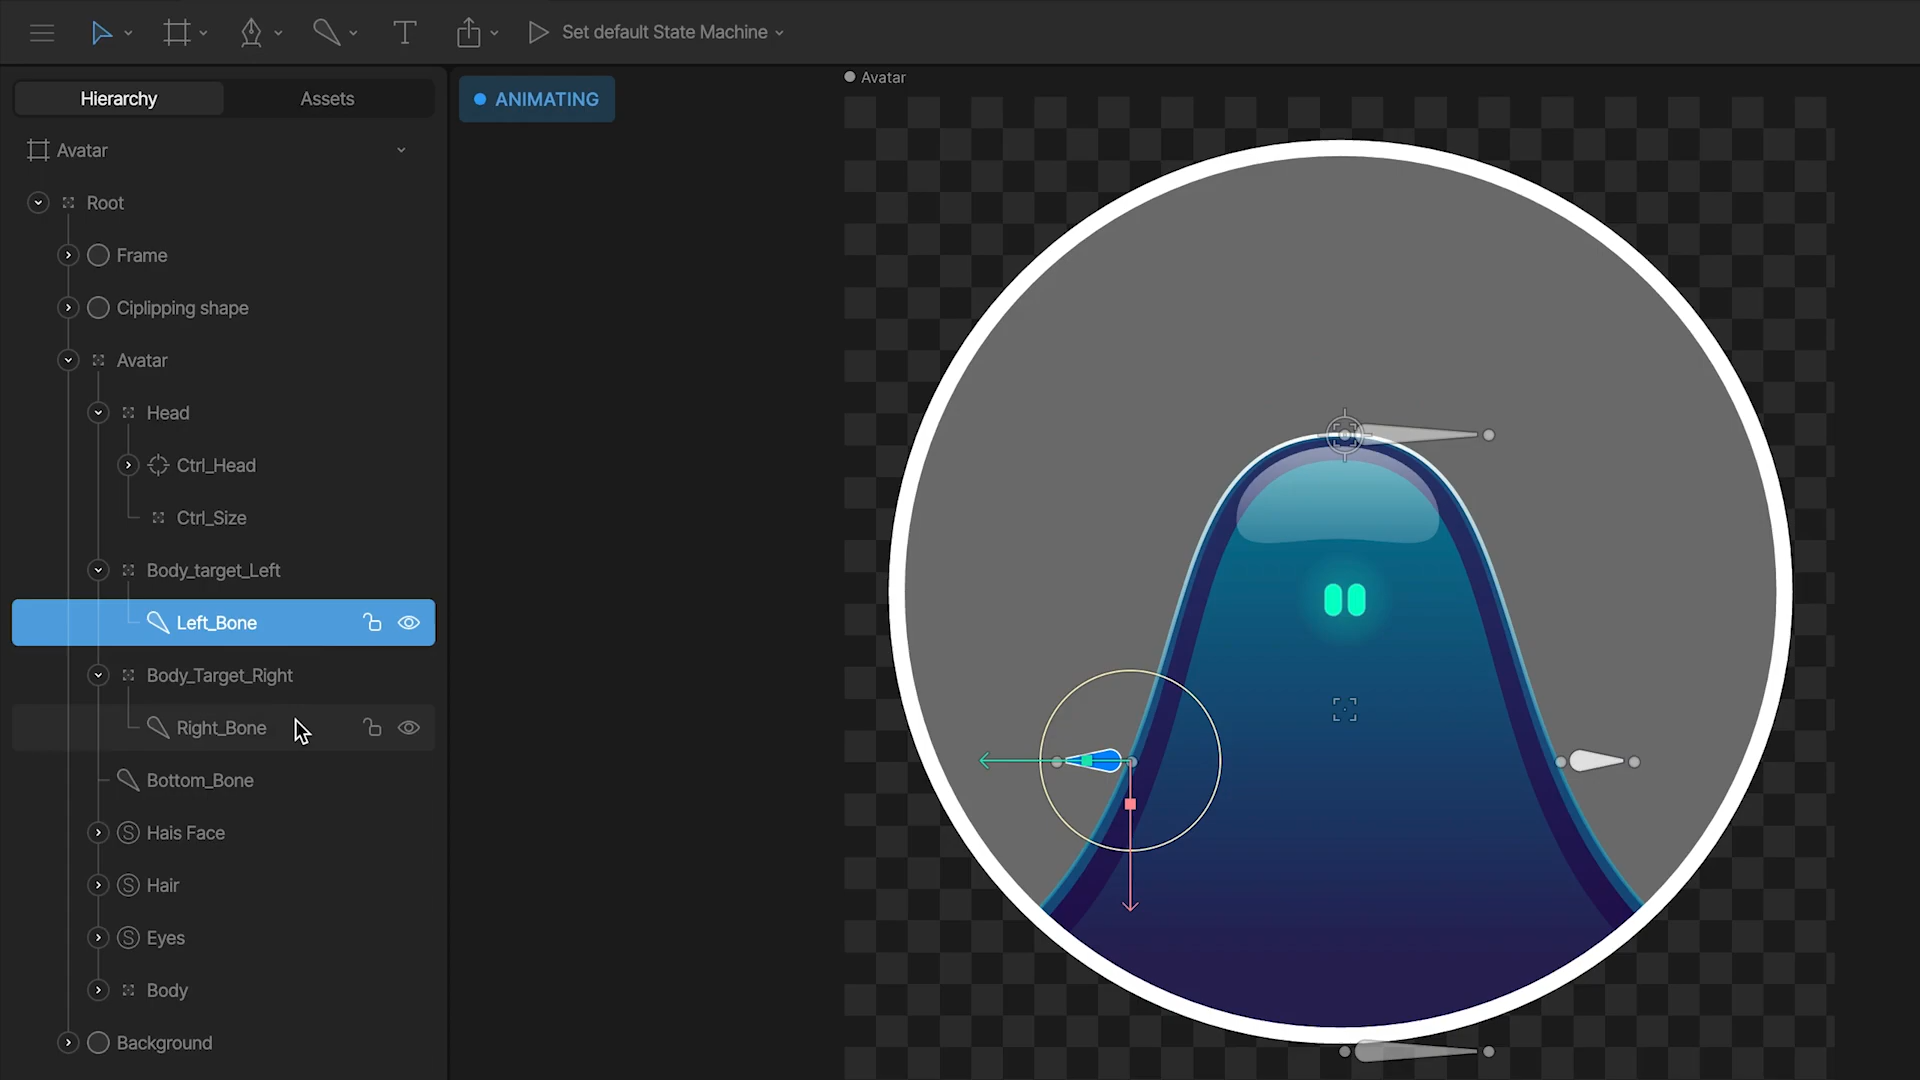 Set default State Machine
Hierarchy
Assets
ANIMATING
Avatar
Avatar
Root
Frame
Ciplipping shape
Avatar
Head
Ctrl_Head
Ctrl_Size
Body_target_Left
Left_Bone
Body_Target_Right
Right_Bone
Bottom_Bone
Hais Face
Hair
Eyes
Body
Background